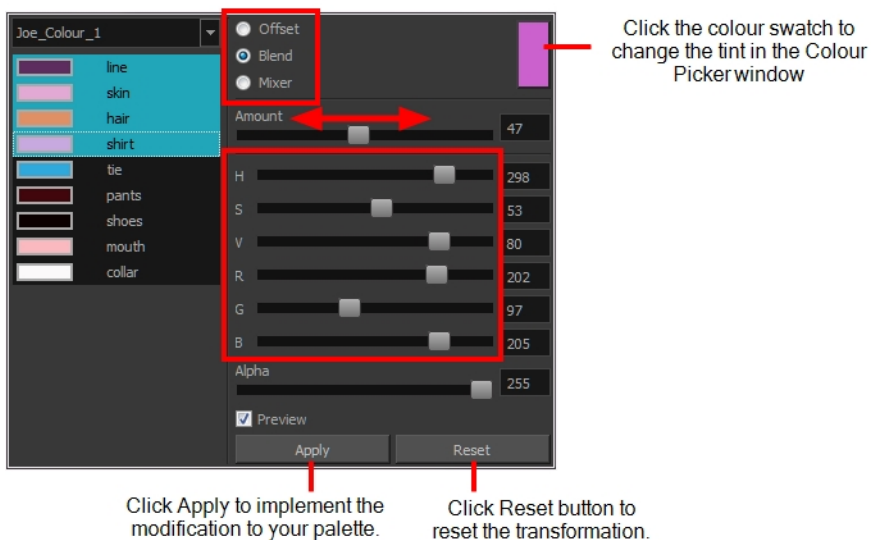 Joe_Colour_1
line
skin
hair
shirt
tie
pants
shoes
mouth
collar
Offset
Blend
Mixer
Click the colour swatch to
change the tint in the Colour
Picker window
Amount
47
H
298
S
53
V
80
R
202
G
97
B
205
Alpha
255
Preview
Apply
Reset
Click Apply to implement the
modification to your palette.
Click Reset button to
reset the transformation.